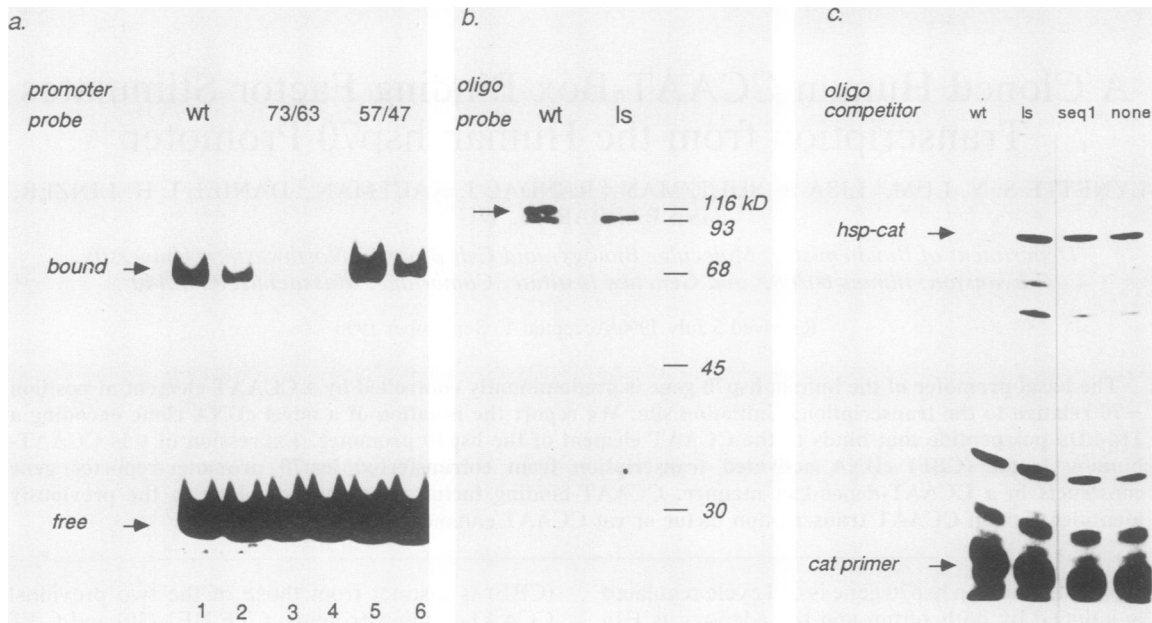 a.
promoter
probe
wt 73/63 57/47
bound
free
1 2 3 4 5 6
b.
oligo
probe
wt ls
116 kD
93
68
45
30
c.
oligo
competitor
wt ls seq1 none
hsp-cat
cat primer